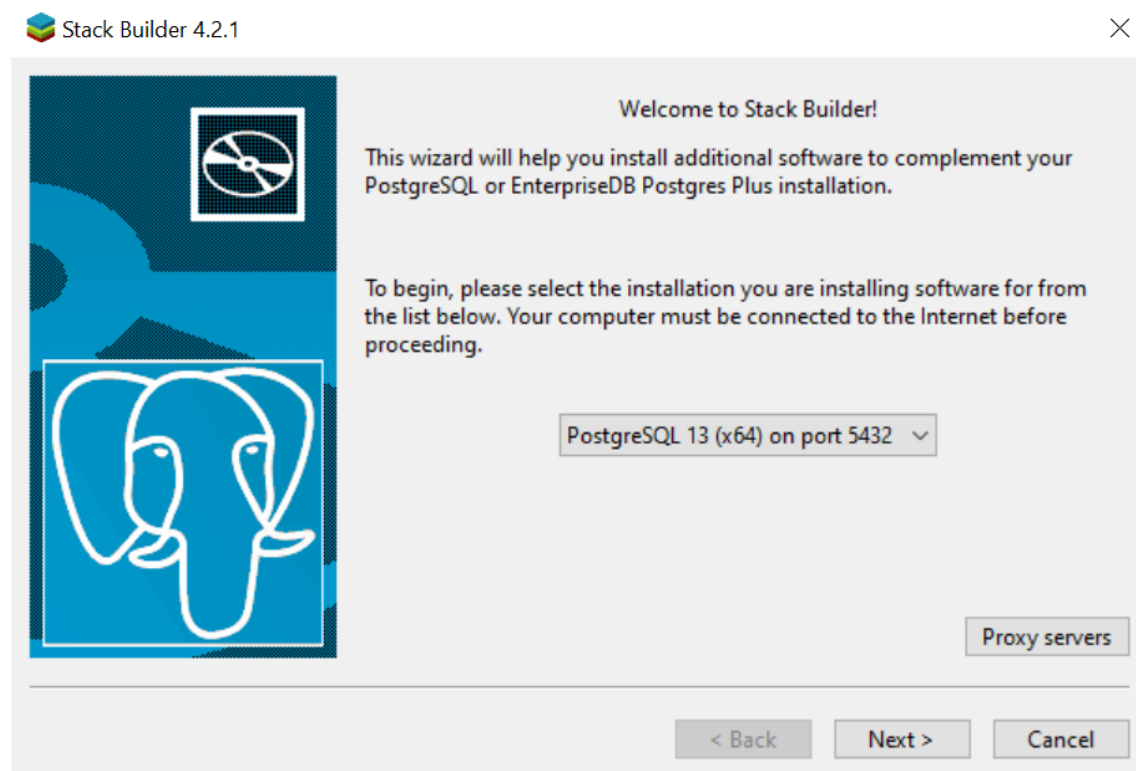 Stack Builder 4.2.1
Welcome to Stack Builder!
This wizard will help you install additional software to complement your
PostgreSQL or EnterpriseDB Postgres Plus installation.
To begin, please select the installation you are installing software for from
the list below. Your computer must be connected to the Internet before
proceeding.
PostgreSQL 13 (x64) on port 5432
Proxy servers
< Back
Next >
Cancel